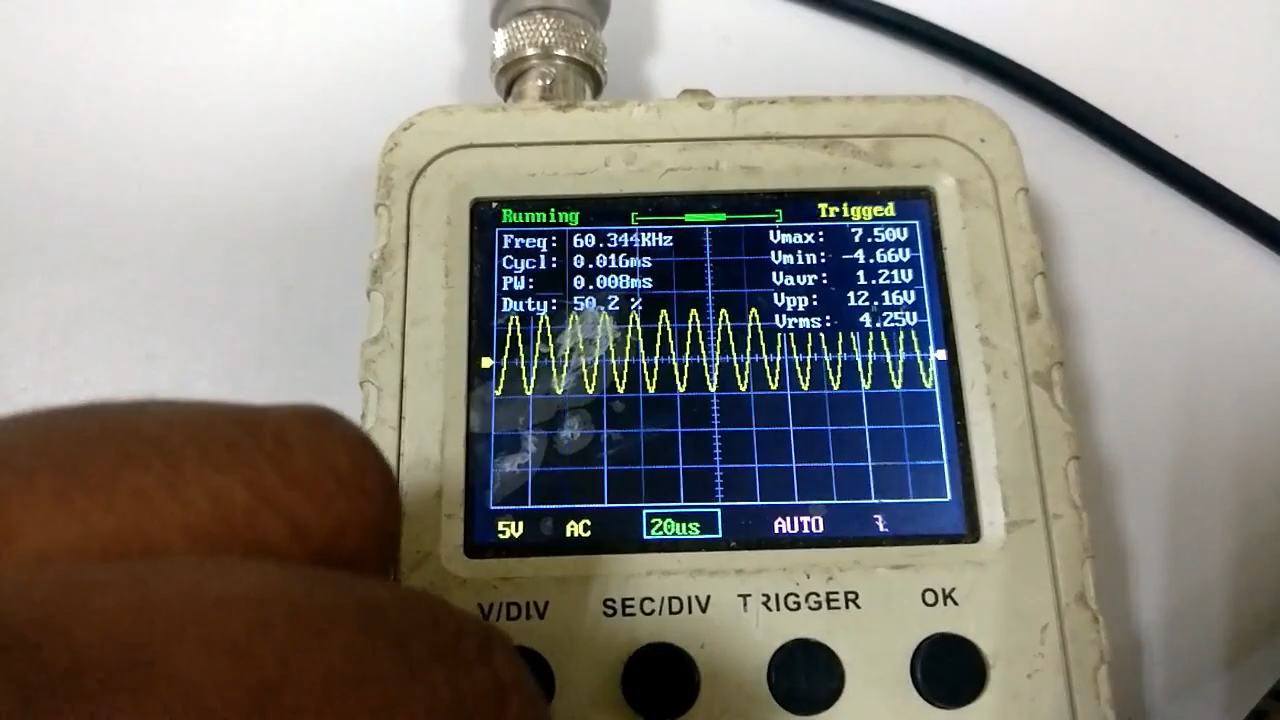 Running Trigged
Freq: 60.344KHz Vmax: 7.50V
Cycl: 0.016ms Vmin: -4.66V
PW: 0.008ms Vavr: 1.21V
Duty: 50.2 % Vpp: 12.16V
Vrms: 4.25V
5V AC 20us AUTO
V/DIV SEC/DIV TRIGGER OK